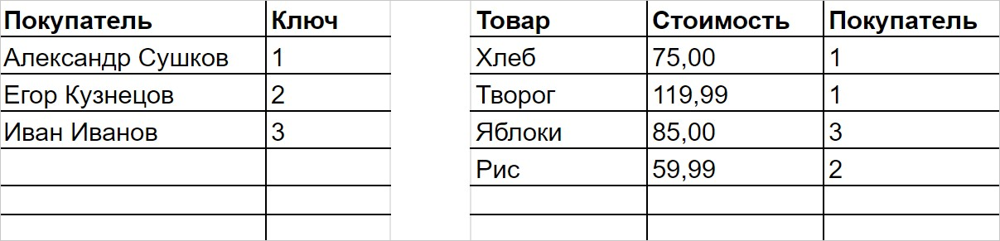 Покупатель Ключ Товар Стоимость Покупатель
Александр Сушков 1 Хлеб 75,00 1
Егор Кузнецов 2 Творог 119,99 1
Иван Иванов 3 Яблоки 85,00 3
Рис 59,99 2